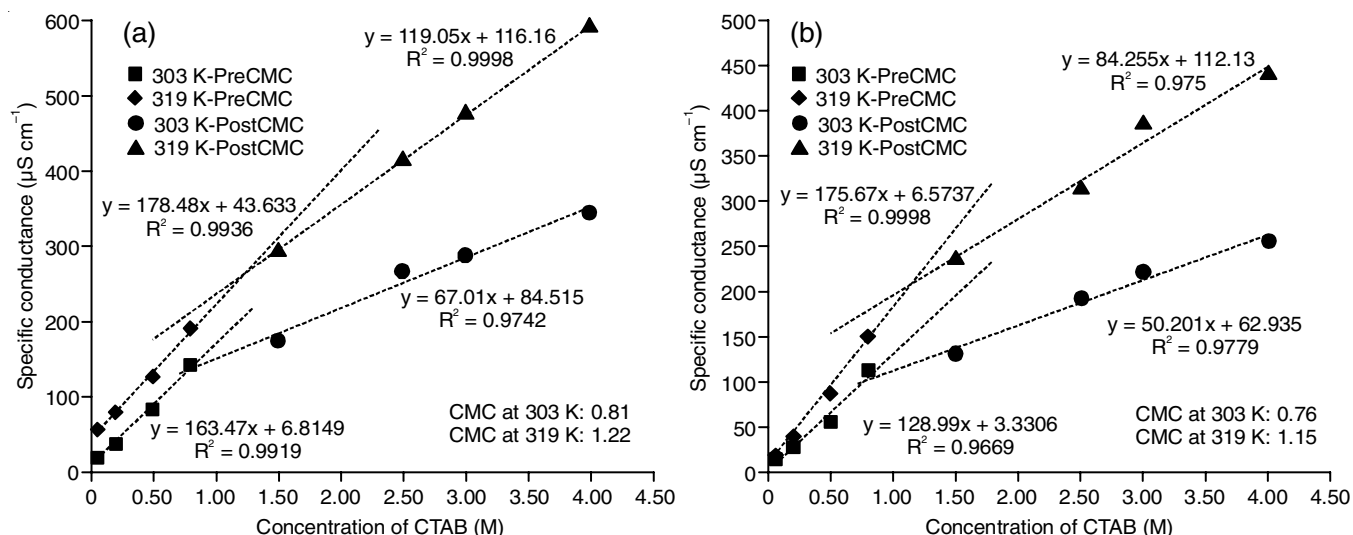 (a)
303 K-PreCMC
319 K-PreCMC
303 K-PostCMC
319 K-PostCMC
y = 119.05x + 116.16
R² = 0.9998
y = 178.48x + 43.633
R² = 0.9936
y = 67.01x + 84.515
R² = 0.9742
y = 163.47x + 6.8149
R² = 0.9919
CMC at 303 K: 0.81
CMC at 319 K: 1.22
600
500
400
300
200
100
0
Specific conductance (µS cm⁻¹)
0 0.50 1.00 1.50 2.00 2.50 3.00 3.50 4.00 4.50
Concentration of CTAB (M)
(b)
303 K-PreCMC
319 K-PreCMC
303 K-PostCMC
319 K-PostCMC
y = 84.255x + 112.13
R² = 0.975
y = 175.67x + 6.5737
R² = 0.9998
y = 50.201x + 62.935
R² = 0.9779
y = 128.99x + 3.3306
R² = 0.9669
CMC at 303 K: 0.76
CMC at 319 K: 1.15
500
450
400
350
300
250
200
150
100
50
0
Specific conductance (µS cm⁻¹)
0 0.50 1.00 1.50 2.00 2.50 3.00 3.50 4.00 4.50
Concentration of CTAB (M)